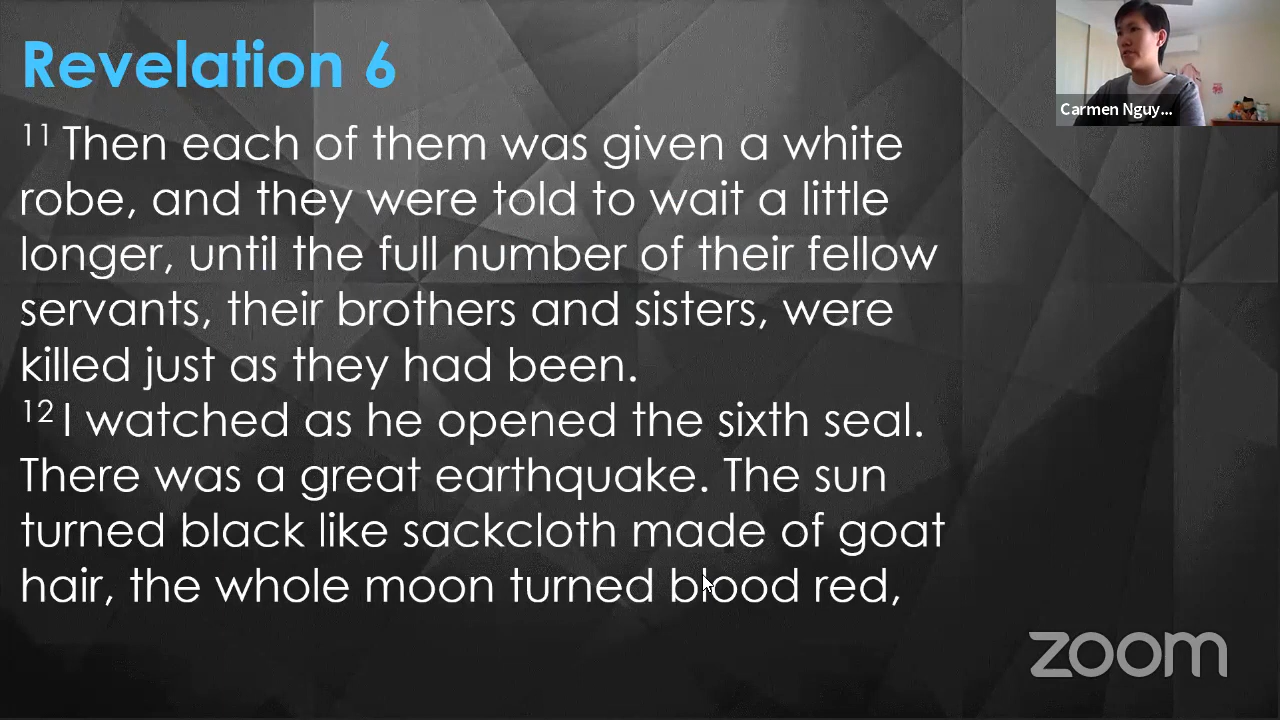 Revelation 6
Carmen Nguy...
11 Then each of them was given a white
robe, and they were told to wait a little
longer, until the full number of their fellow
servants, their brothers and sisters, were
killed just as they had been.
12 I watched as he opened the sixth seal.
There was a great earthquake. The sun
turned black like sackcloth made of goat
hair, the whole moon turned blood red,
zoom